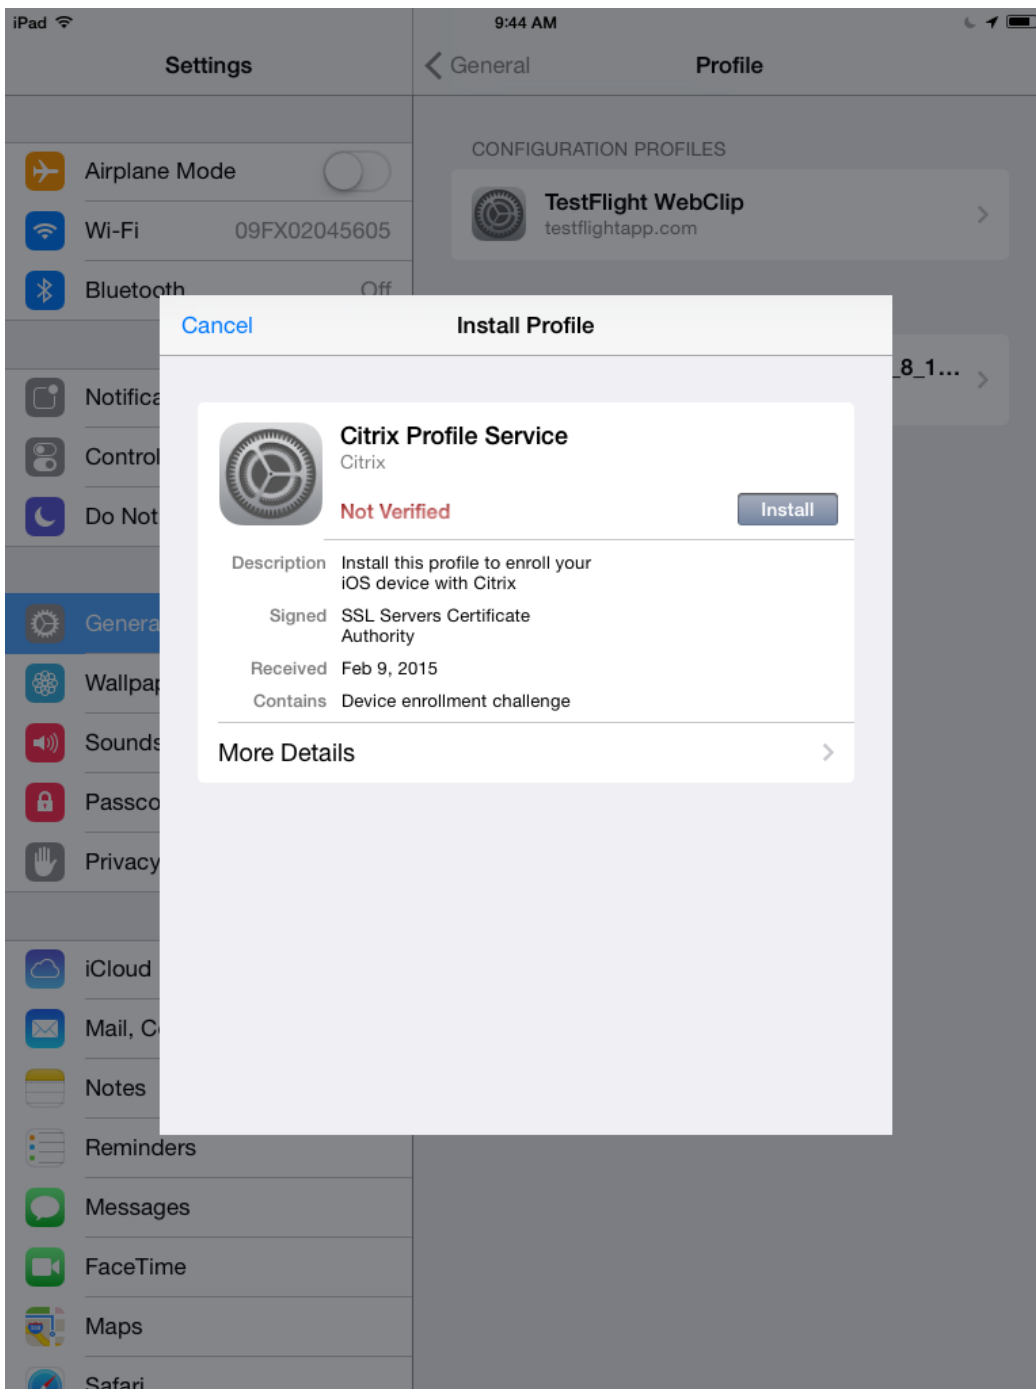 iPad 9:44 AM
Settings
General Profile
CONFIGURATION PROFILES
Airplane Mode
TestFlight WebClip
testflightapp.com
Wi-Fi 09FX02045605
Bluetooth Off
Cancel Install Profile
_8_1...
Notifica
Citrix Profile Service
Citrix
Control
Not Verified Install
Do Not
Description Install this profile to enroll your
iOS device with Citrix
Signed SSL Servers Certificate
Authority
Genera
Received Feb 9, 2015
Wallpap
Contains Device enrollment challenge
Sounds
More Details
Passco
Privacy
iCloud
Mail, C
Notes
Reminders
Messages
FaceTime
Maps
Safari